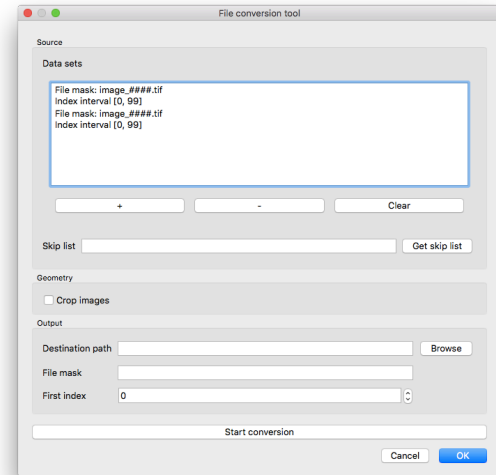 File conversion tool
Source
Data sets
File mask: image_####.tif
Index interval [0, 99]
File mask: image_####.tif
Index interval [0, 99]
+ - Clear
Skip list Get skip list
Geometry
Crop images
Output
Destination path Browse
File mask
First index 0
Start conversion
Cancel OK